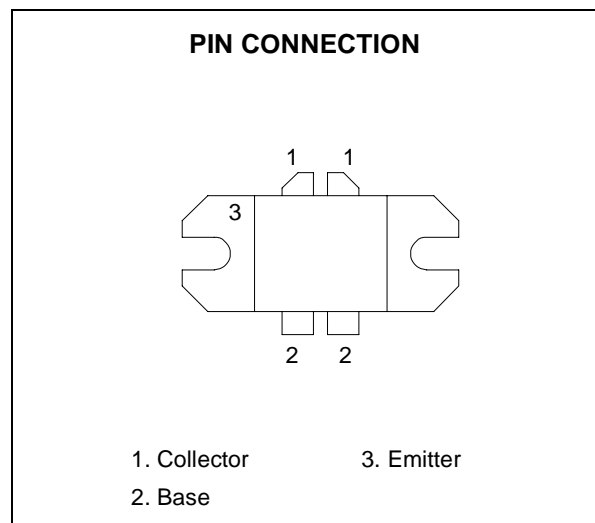 PIN CONNECTION
1 1
3
2 2
1. Collector 3. Emitter
2. Base